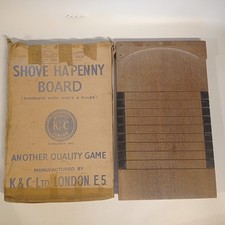 SHOVE HA'PENNY
BOARD
K&C
ANOTHER QUALITY GAME
MANUFACTURED BY
K & C LTD LONDON. E.5